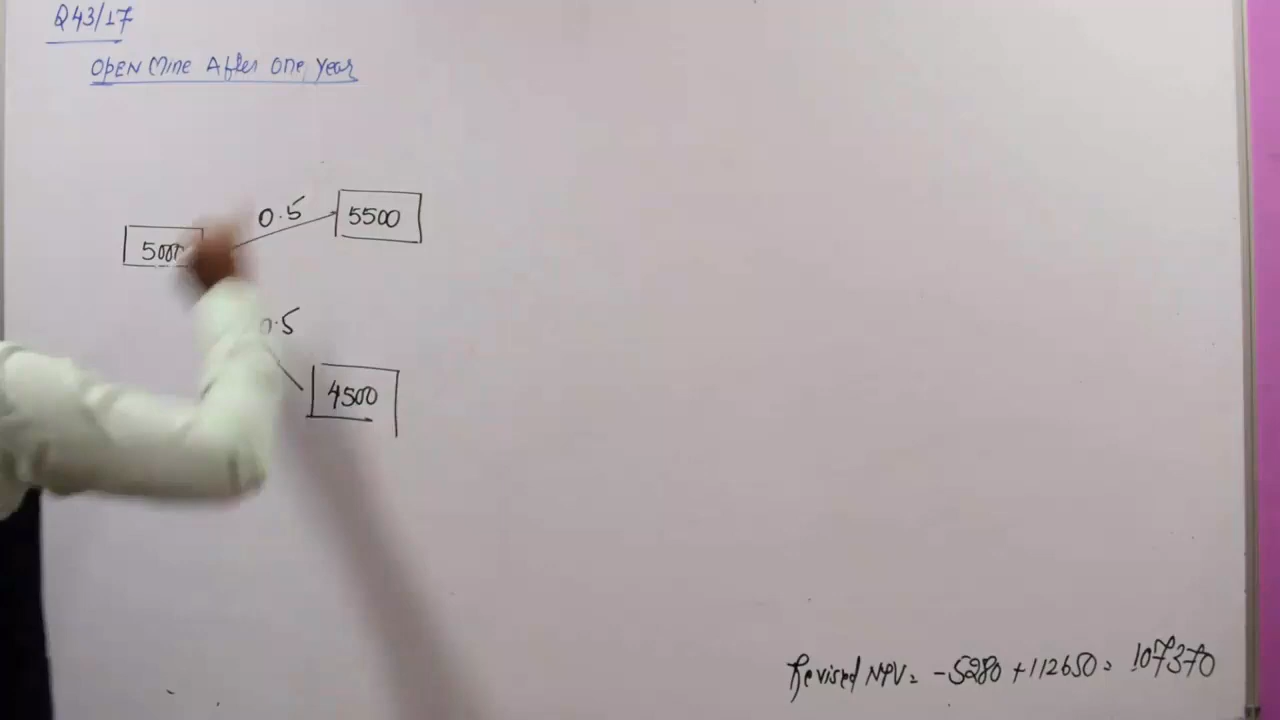 Q43/17
OPEN Mine After One Year
0.5
5500
5000
0.5
4500
Revised NPV = -5280 + 112650 = 107370